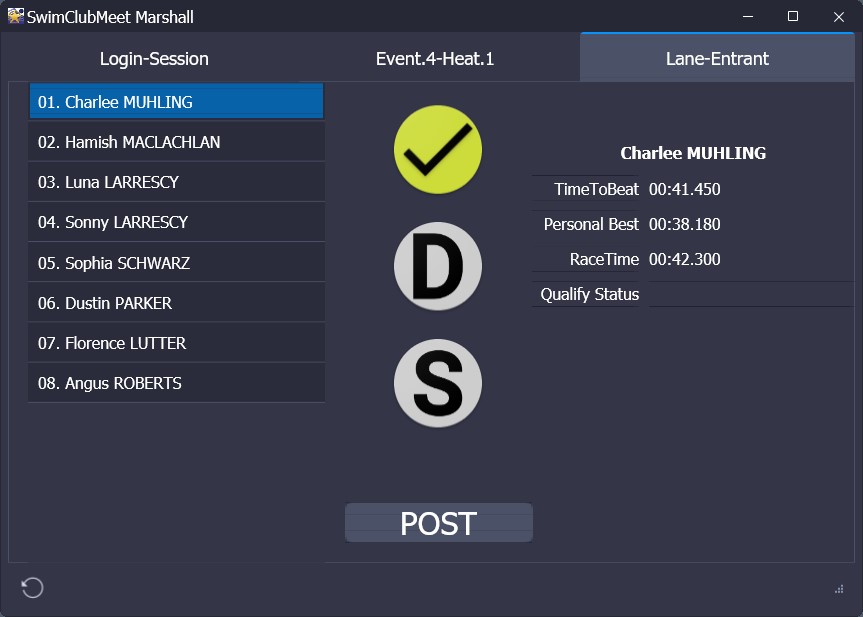 SwimClubMeet Marshall
Login-Session
Event.4-Heat.1
Lane-Entrant
01. Charlee MUHLING
02. Hamish MACLACHLAN
03. Luna LARRESCY
04. Sonny LARRESCY
05. Sophia SCHWARZ
06. Dustin PARKER
07. Florence LUTTER
08. Angus ROBERTS
D
S
POST
Charlee MUHLING
TimeToBeat 00:41.450
Personal Best 00:38.180
RaceTime 00:42.300
Qualify Status